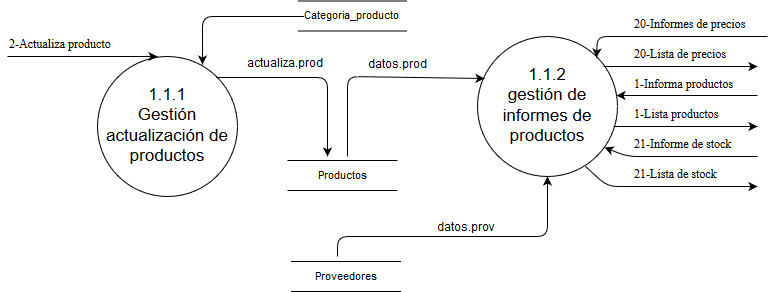 Categoria_producto
2-Actualiza producto
actualiza.prod
datos.prod
1.1.1
Gestión
actualización de
productos
Productos
1.1.2
gestión de
informes de
productos
20-Informes de precios
20-Lista de precios
1-Informa productos
1-Lista productos
21-Informe de stock
21-Lista de stock
datos.prov
Proveedores